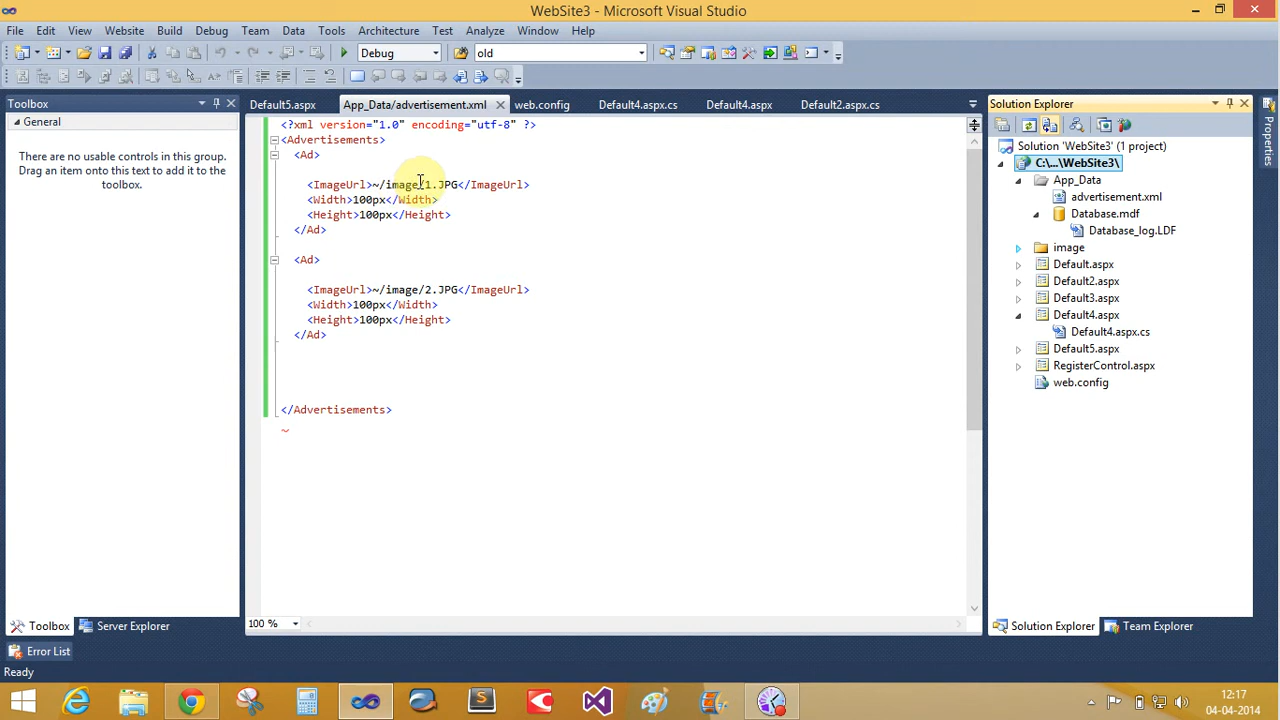 WebSite3 - Microsoft Visual Studio
File Edit View Website Build Debug Team Data Tools Architecture Test Analyze Window Help
Debug old
Toolbox
General
There are no usable controls in this group. Drag an item onto this text to add it to the toolbox.
Default5.aspx App_Data/advertisement.xml web.config Default4.aspx.cs Default4.aspx Default2.aspx.cs
<?xml version="1.0" encoding="utf-8" ?>
<Advertisements>
<Ad>
<ImageUrl>~/image/1.JPG</ImageUrl>
<Width>100px</Width>
<Height>100px</Height>
</Ad>
<Ad>
<ImageUrl>~/image/2.JPG</ImageUrl>
<Width>100px</Width>
<Height>100px</Height>
</Ad>
</Advertisements>
100 %
Solution Explorer
Solution 'WebSite3' (1 project)
C:\...\WebSite3\
App_Data
advertisement.xml
Database.mdf
Database_log.LDF
image
Default.aspx
Default2.aspx
Default3.aspx
Default4.aspx
Default4.aspx.cs
Default5.aspx
RegisterControl.aspx
web.config
Properties
Toolbox Server Explorer
Solution Explorer Team Explorer
Error List
Ready
12:17
04-04-2014